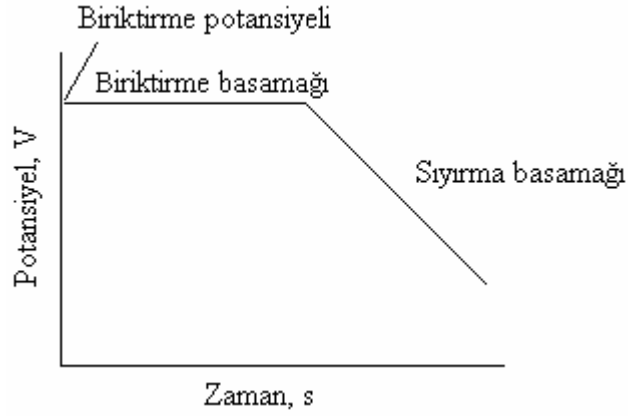 Biriktirme potansiyeli
Biriktirme basamağı
Sıyırma basamağı
Potansiyel, V
Zaman, s